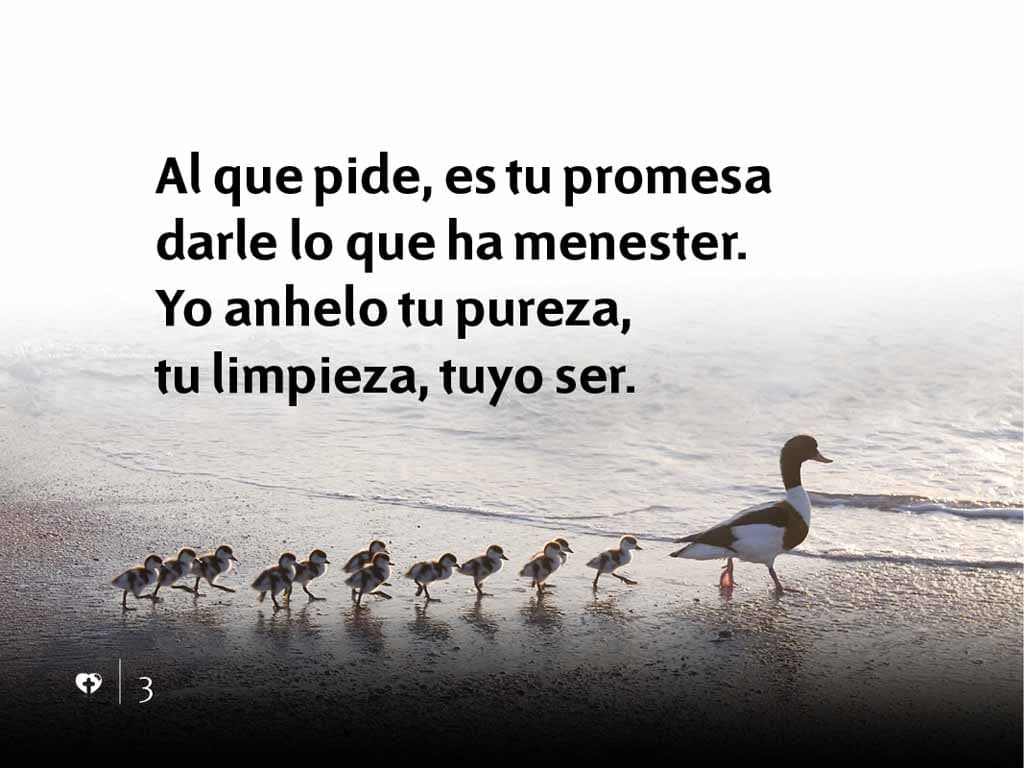 Al que pide, es tu promesa
darle lo que ha menester.
Yo anhelo tu pureza,
tu limpieza, tuyo ser.
3